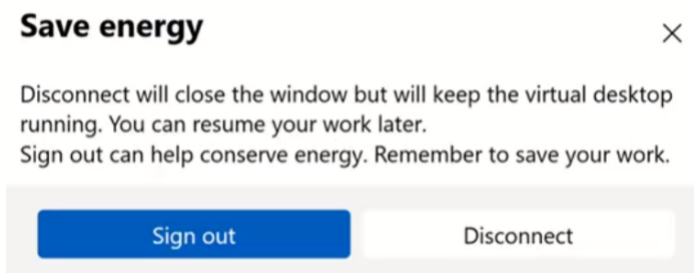 Save energy
Disconnect will close the window but will keep the virtual desktop
running. You can resume your work later.
Sign out can help conserve energy. Remember to save your work.
Sign out
Disconnect